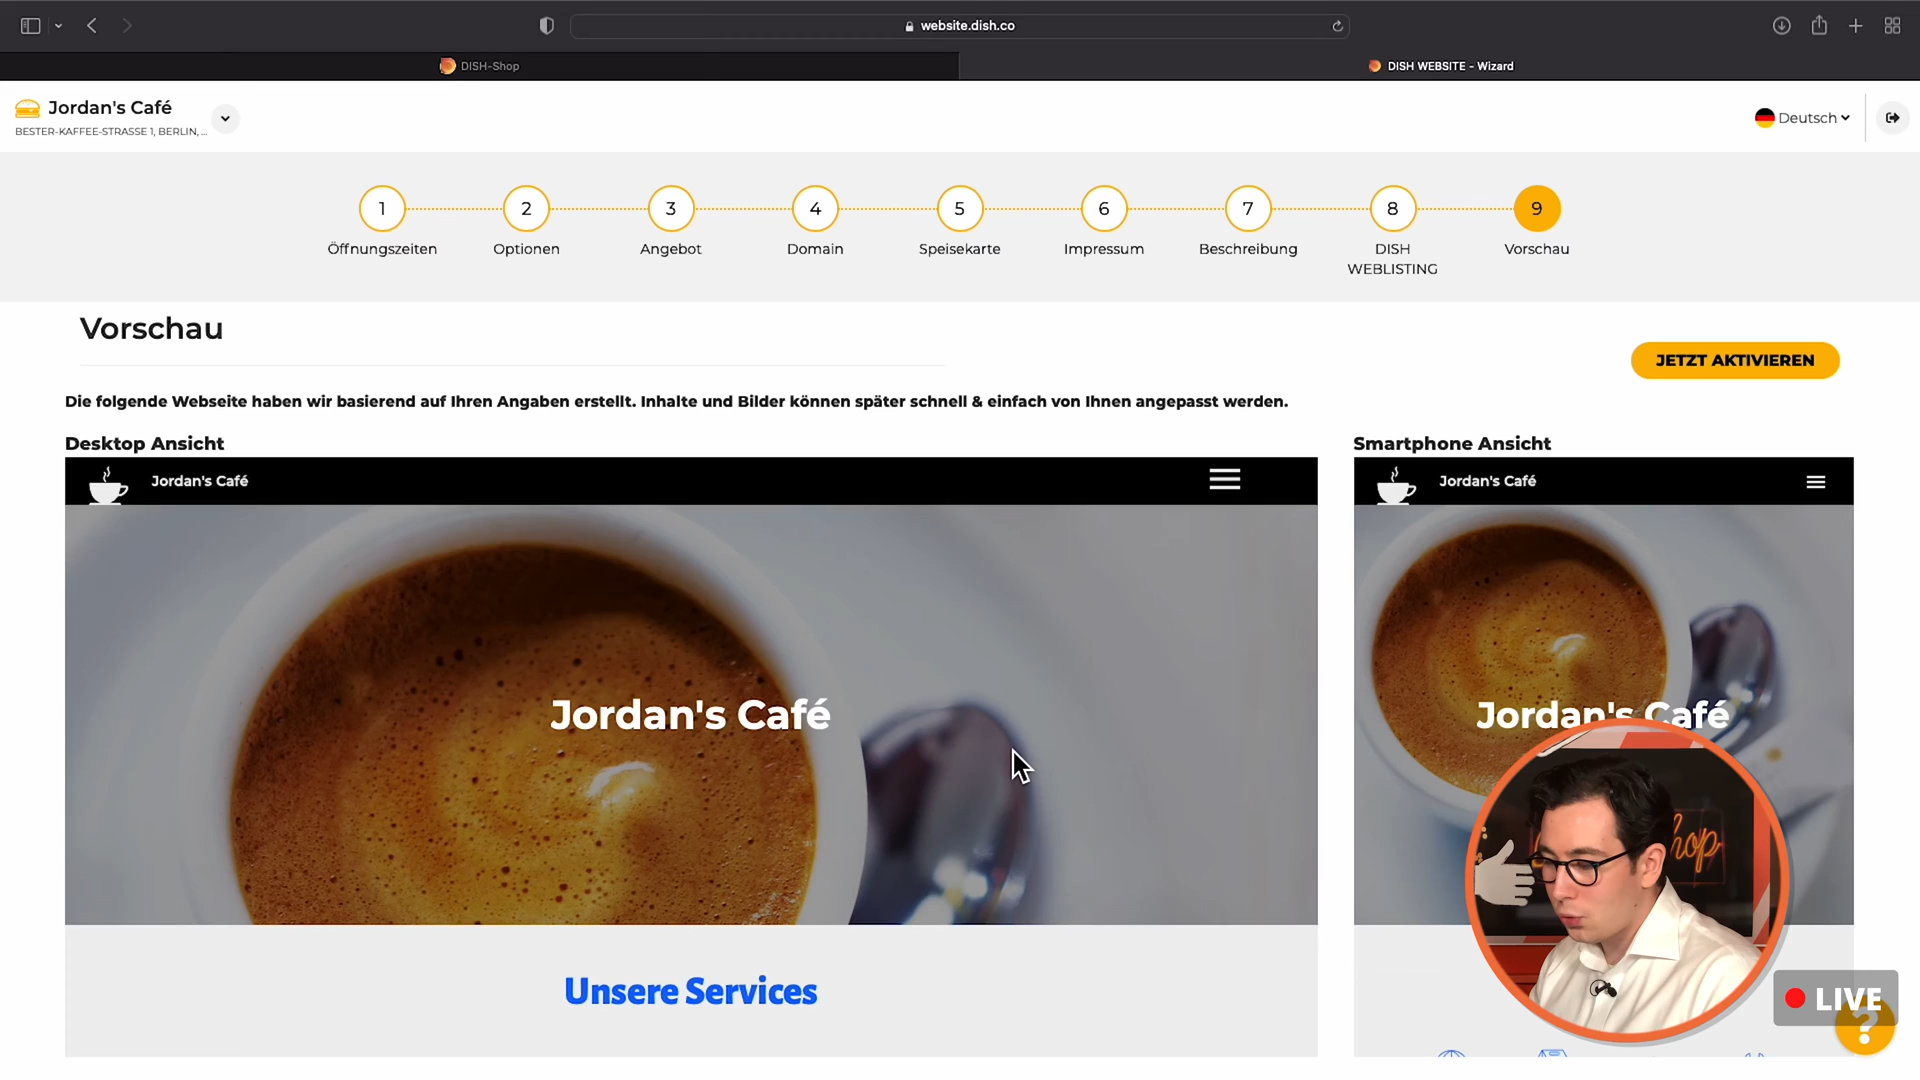 website.dish.co
DISH-Shop
DISH WEBSITE - Wizard
Jordan's Café
BESTER-KAFFEE-STRASSE 1, BERLIN, ...
Deutsch
1
2
3
4
5
6
7
8
9
Öffnungszeiten
Optionen
Angebot
Domain
Speisekarte
Impressum
Beschreibung
DISH
WEBLISTING
Vorschau
Vorschau
JETZT AKTIVIEREN
Die folgende Webseite haben wir basierend auf Ihren Angaben erstellt. Inhalte und Bilder können später schnell & einfach von Ihnen angepasst werden.
Desktop Ansicht
Smartphone Ansicht
Jordan's Café
Jordan's Café
Jordan's Café
Jordan's Café
Unsere Services
LIVE
?